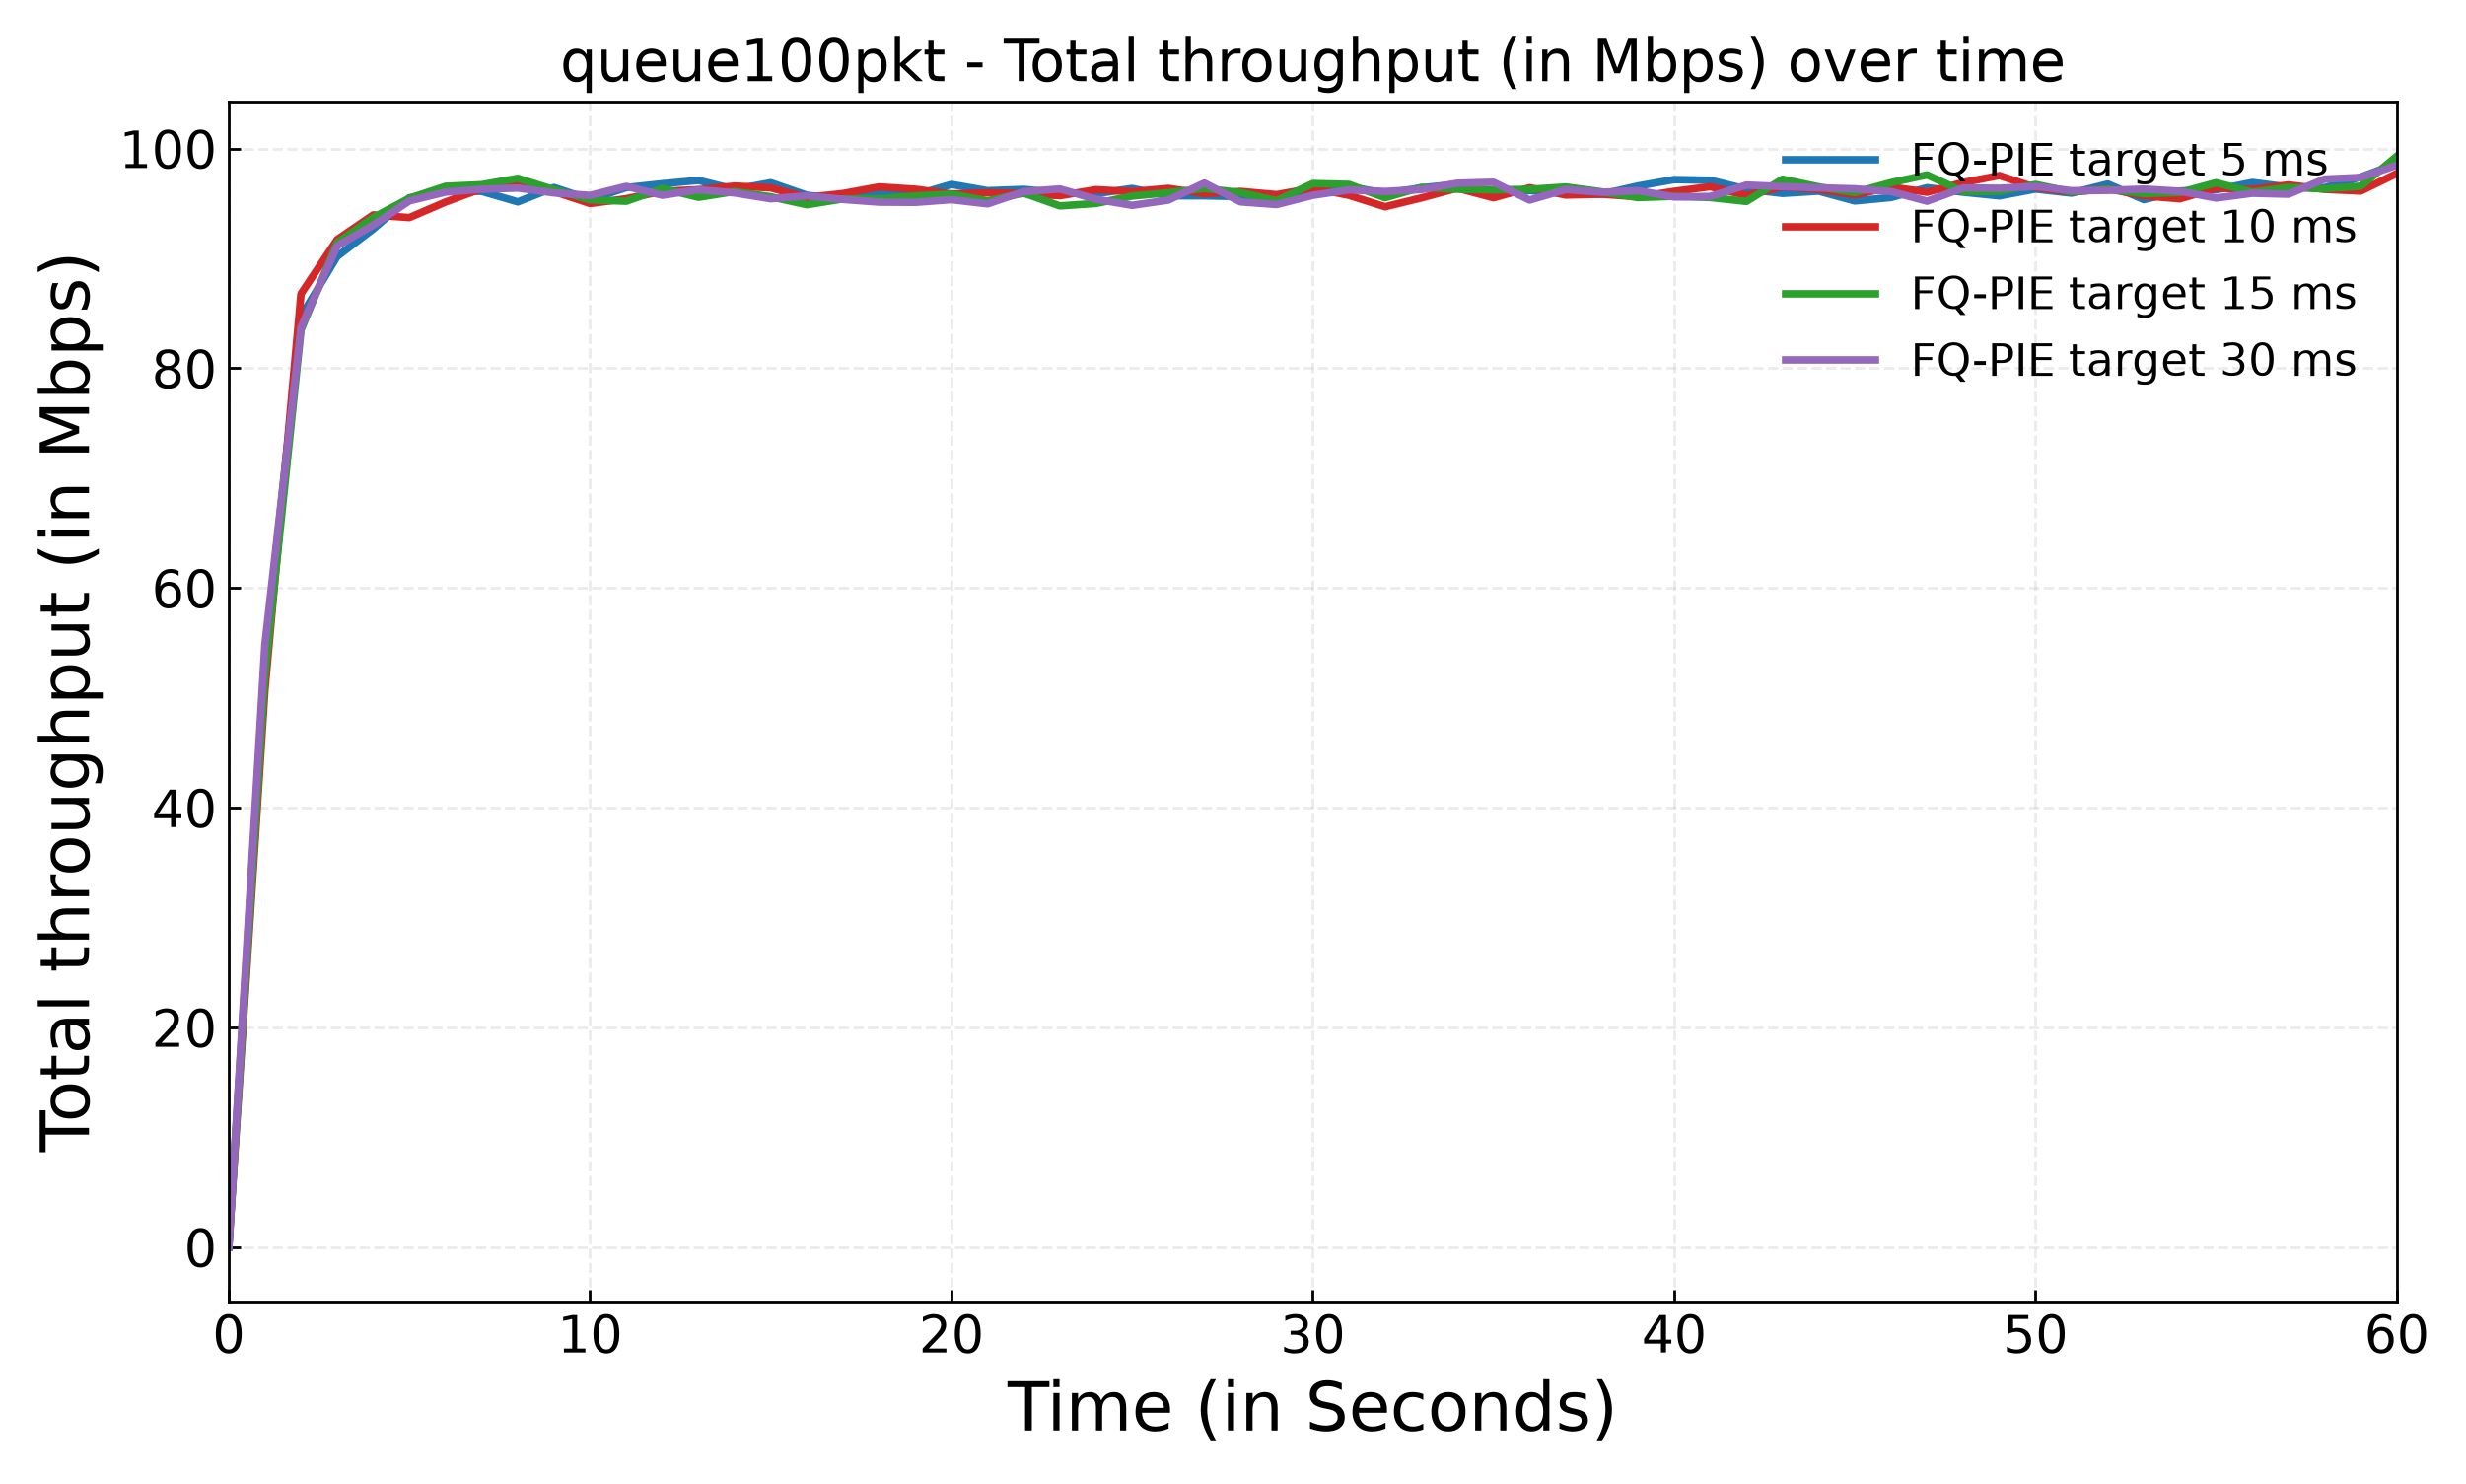 queue100pkt - Total throughput (in Mbps) over time
Total throughput (in Mbps)
100
80
60
40
20
0
FQ-PIE target 5 ms
FQ-PIE target 10 ms
FQ-PIE target 15 ms
FQ-PIE target 30 ms
0 10 20 30 40 50 60
Time (in Seconds)